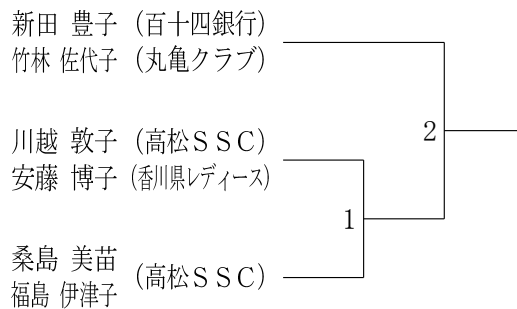 新田 豊子 (百十四銀行)
竹林 佐代子 (丸亀クラブ)
2
川越 敦子 (高松ＳＳＣ)
安藤 博子 (香川県レディース)
1
桑島 美苗
(高松ＳＳＣ)
福島 伊津子